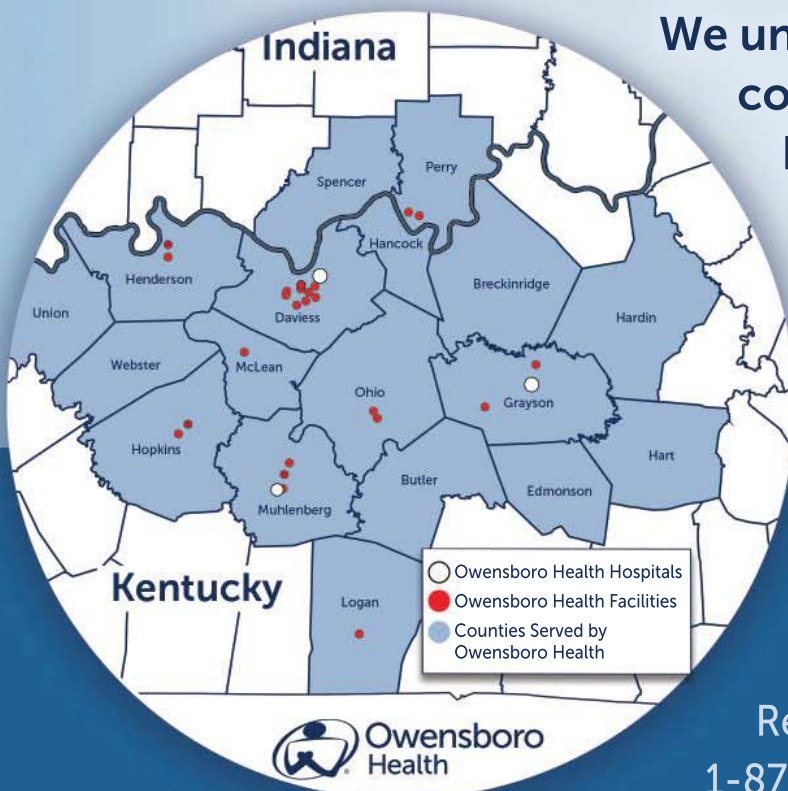 We un
Indiana
co
Perry
Spencer
Hancock
Henderson
Breckinridge
Union
Daviess
Hardin
Webster
McLean
Ohio
Grayson
Hopkins
Hart
Butler
Edmonson
Muhlenberg
Kentucky
Logan
Owensboro Health Hospitals
Owensboro Health Facilities
Counties Served by
Owensboro Health
Owensboro
Health
Re
1-87